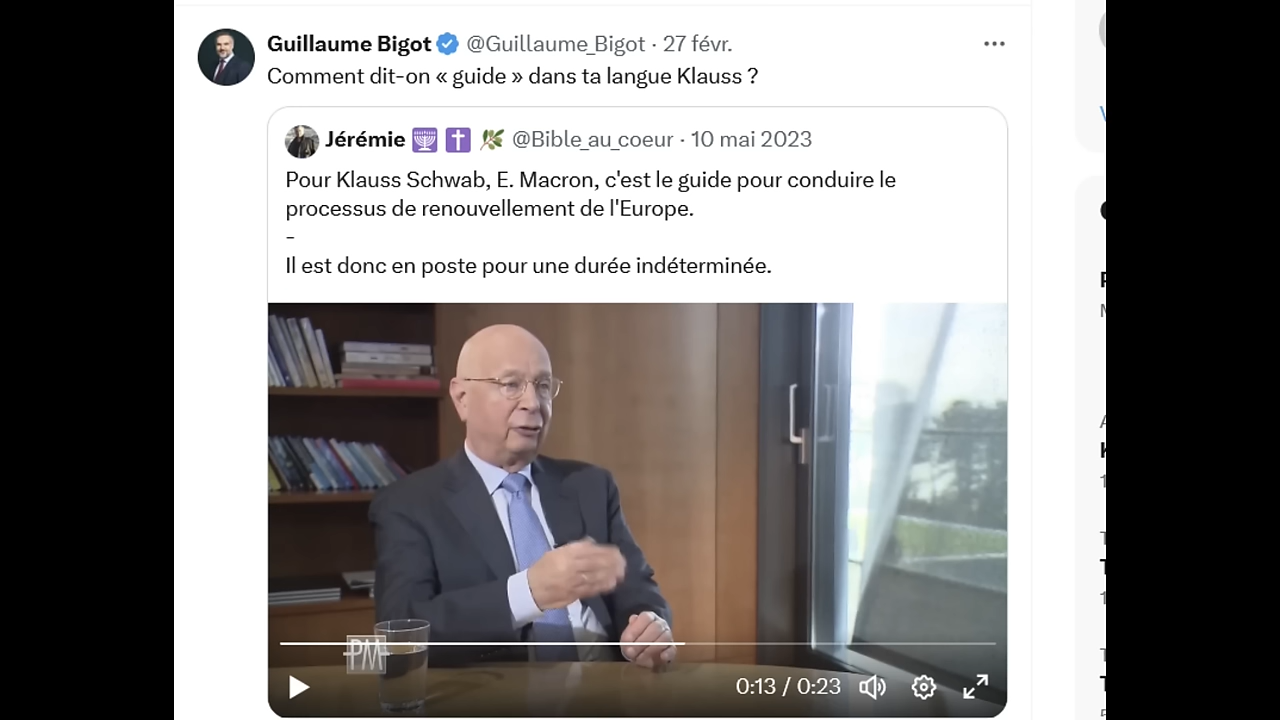 Guillaume Bigot @Guillaume_Bigot · 27 févr.
Comment dit-on « guide » dans ta langue Klauss ?
Jérémie @Bible_au_coeur · 10 mai 2023
Pour Klauss Schwab, E. Macron, c'est le guide pour conduire le
processus de renouvellement de l'Europe.
-
Il est donc en poste pour une durée indéterminée.
PM
0:13 / 0:23